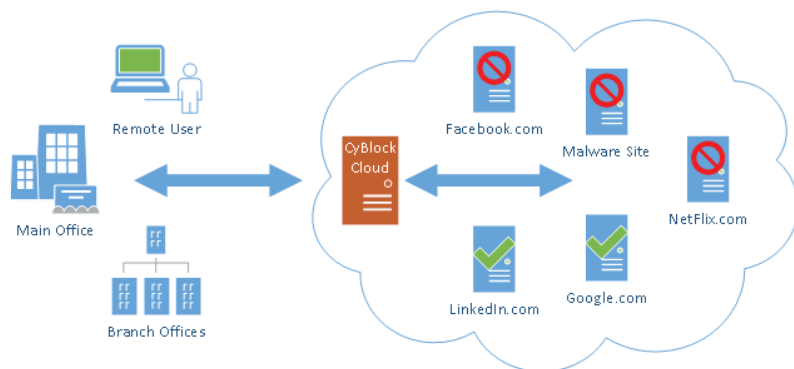 Remote User
Main Office
Branch Offices
CyBlock
Cloud
Facebook.com
Malware Site
NetFlix.com
LinkedIn.com
Google.com